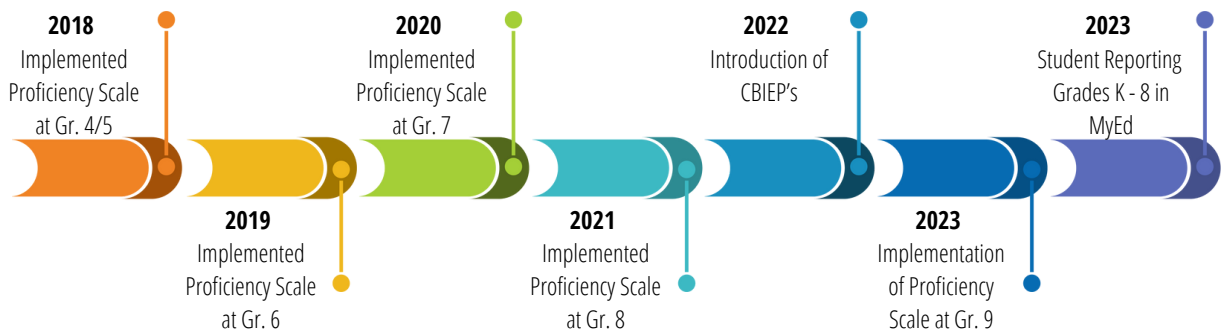 2018
Implemented
Proficiency Scale
at Gr. 4/5
2019
Implemented
Proficiency Scale
at Gr. 6
2020
Implemented
Proficiency Scale
at Gr. 7
2021
Implemented
Proficiency Scale
at Gr. 8
2022
Introduction of
CBIEP's
2023
Implementation
of Proficiency
Scale at Gr. 9
2023
Student Reporting
Grades K - 8 in
MyEd